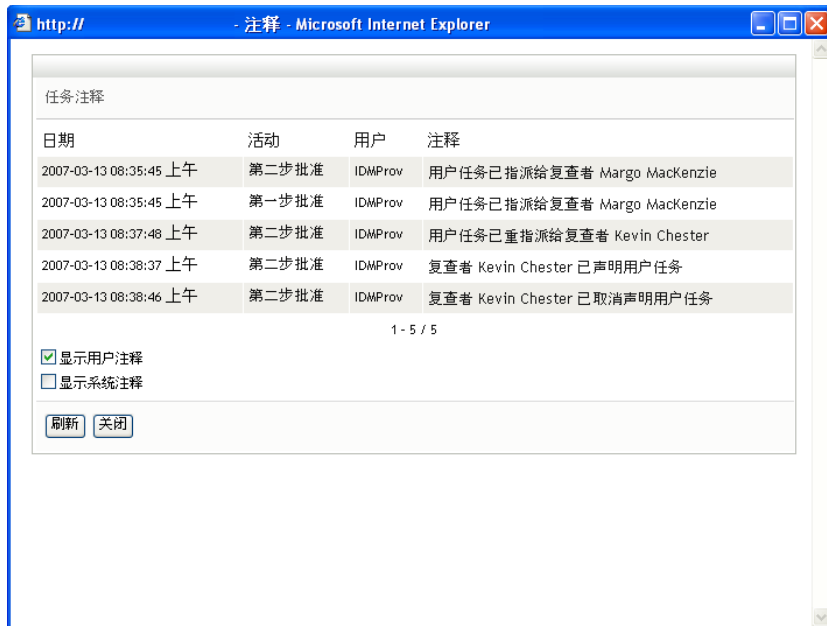 http:// - 注释 - Microsoft Internet Explorer
任务注释
日期 活动 用户 注释
2007-03-13 08:35:45 上午 第二步批准 IDMProv 用户任务已指派给复查者 Margo MacKenzie
2007-03-13 08:35:45 上午 第一步批准 IDMProv 用户任务已指派给复查者 Margo MacKenzie
2007-03-13 08:37:48 上午 第二步批准 IDMProv 用户任务已重指派给复查者 Kevin Chester
2007-03-13 08:38:37 上午 第二步批准 IDMProv 复查者 Kevin Chester 已声明用户任务
2007-03-13 08:38:46 上午 第二步批准 IDMProv 复查者 Kevin Chester 已取消声明用户任务
1 - 5 / 5
显示用户注释
显示系统注释
刷新 关闭